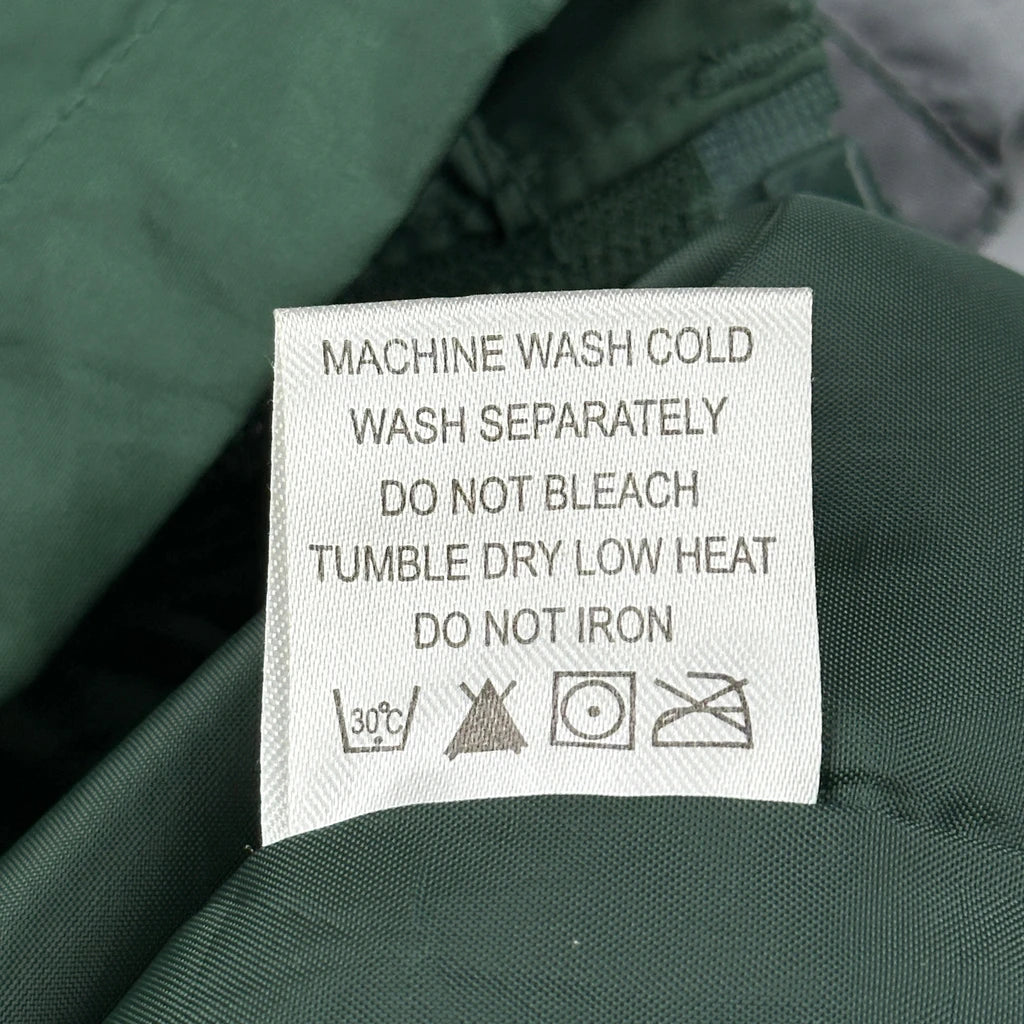 MACHINE WASH COLD
WASH SEPARATELY
DO NOT BLEACH
TUMBLE DRY LOW HEAT
DO NOT IRON
30°C